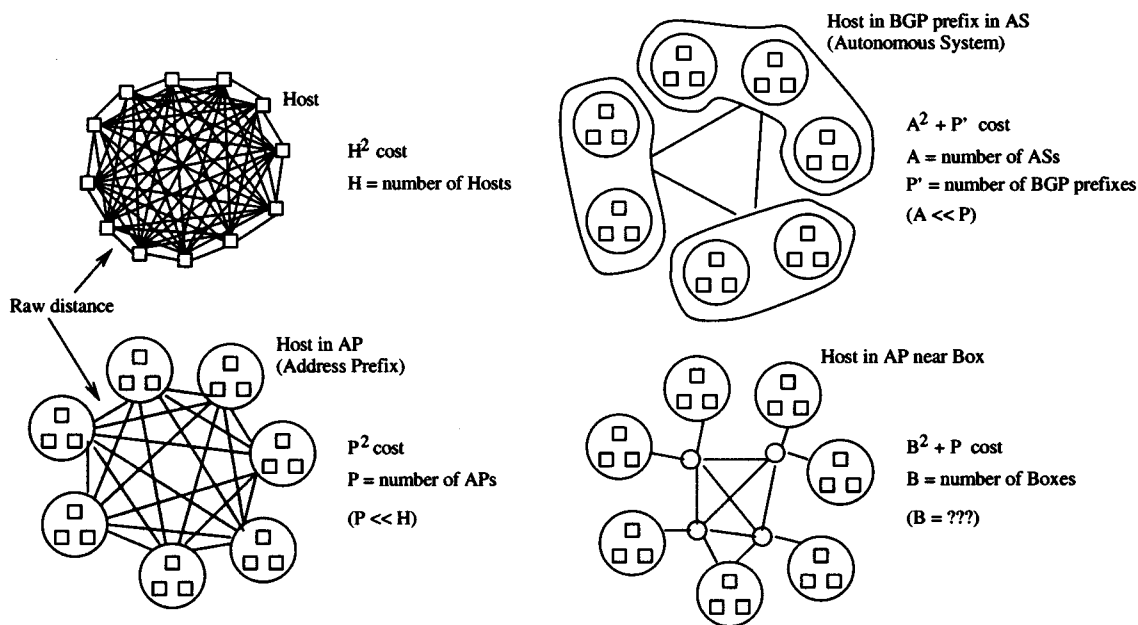 Host
H² cost
H = number of Hosts
Host in BGP prefix in AS
(Autonomous System)
A² + P' cost
A = number of ASs
P' = number of BGP prefixes
(A << P)
Raw distance
Host in AP
(Address Prefix)
P² cost
P = number of APs
(P << H)
Host in AP near Box
B² + P cost
B = number of Boxes
(B = ???)